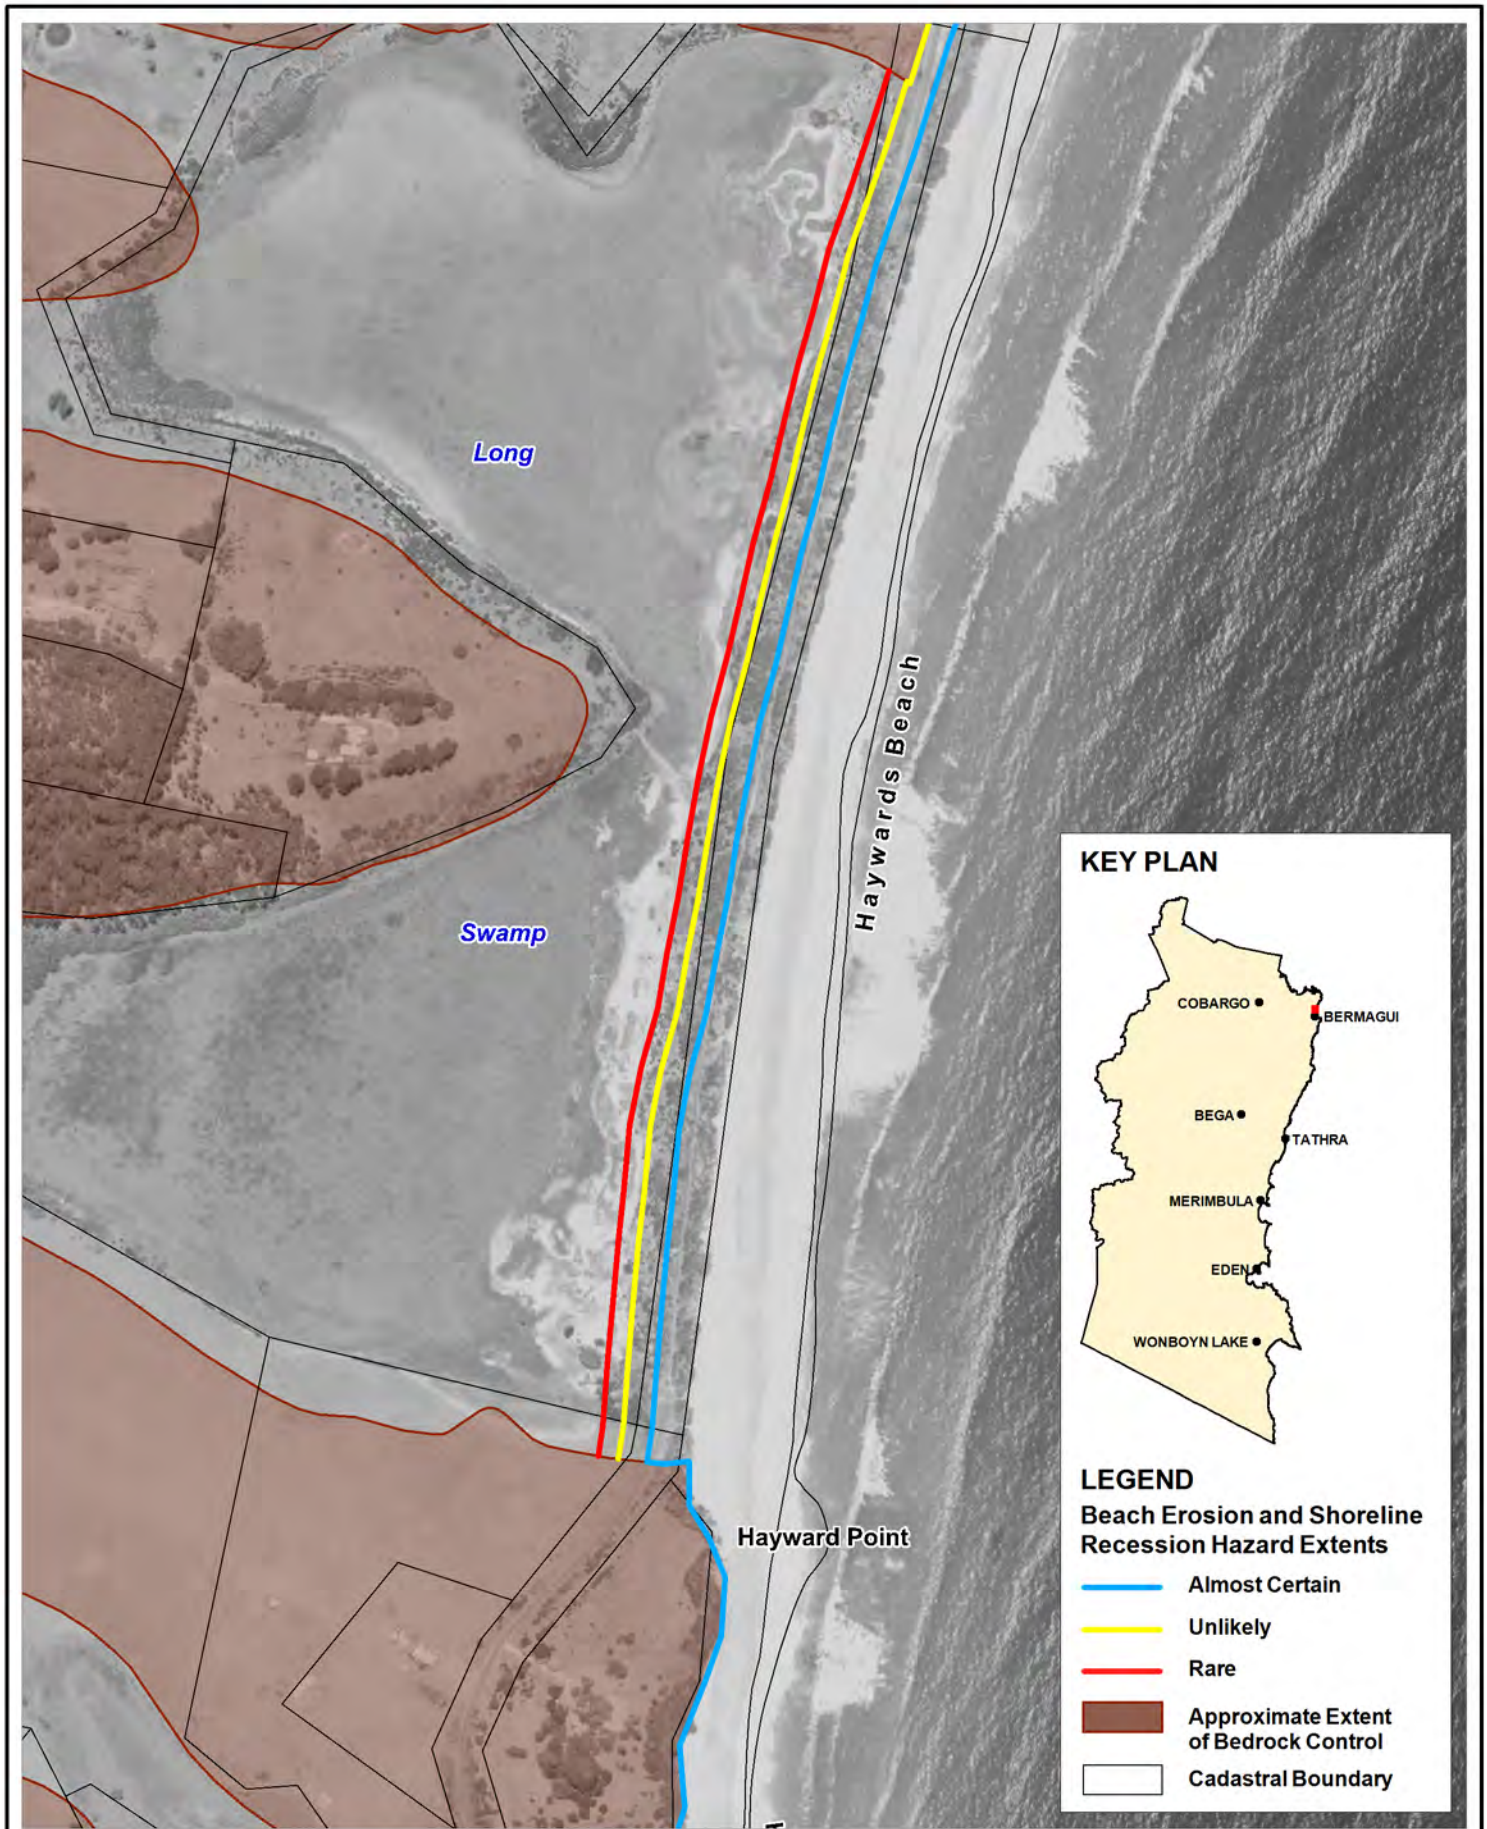 Long
Swamp
Haywards Beach
Hayward Point
KEY PLAN
COBARGO
BERMAGUI
BEGA
TATHRA
MERIMBULA
EDEN
WONBOYN LAKE
LEGEND
Beach Erosion and Shoreline
Recession Hazard Extents
Almost Certain
Unlikely
Rare
Approximate Extent
of Bedrock Control
Cadastral Boundary